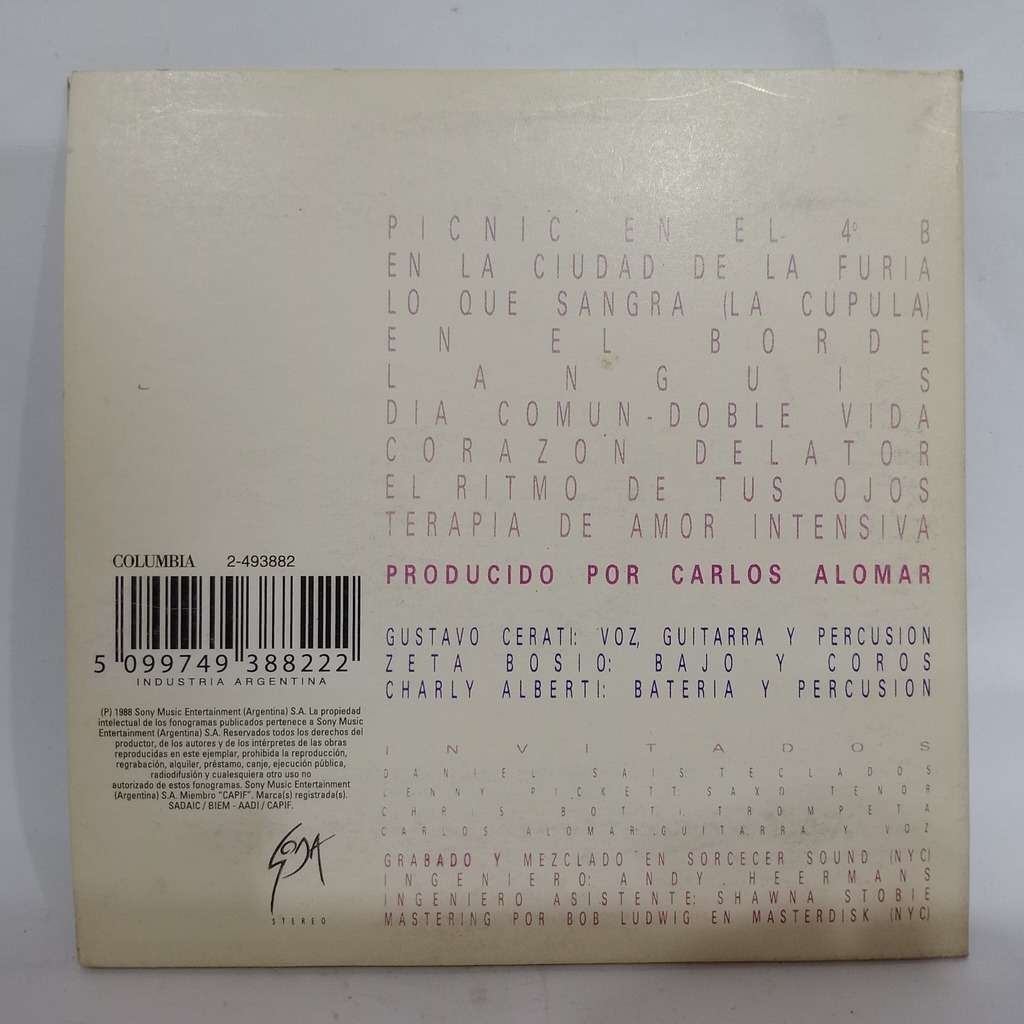 PICNIC EN EL 4° B
EN LA CIUDAD DE LA FURIA
LO QUE SANGRA (LA CUPULA)
EN EL BORDE
LANGUIS
DIA COMUN-DOBLE VIDA
CORAZON DELATOR
EL RITMO DE TUS OJOS
TERAPIA DE AMOR INTENSIVA
PRODUCIDO POR CARLOS ALOMAR
GUSTAVO CERATI: VOZ, GUITARRA Y PERCUSION
ZETA BOSIO: BAJO Y COROS
CHARLY ALBERTI: BATERIA Y PERCUSION
INVITADOS
DANIEL SAIS: TECLADOS
LENNY PICKETT: SAXO TENOR
CHRIS BOTTI: TROMPETA
CARLOS ALOMAR: GUITARRA Y VOZ
GRABADO Y MEZCLADO EN SORCECER SOUND (NYC)
INGENIERO: ANDY HEERMANS
INGENIERO ASISTENTE: SHAWNA STOBIE
MASTERING POR BOB LUDWIG EN MASTERDISK (NYC)
COLUMBIA 2-493882
5 099749 388222
INDUSTRIA ARGENTINA
(P) 1988 Sony Music Entertainment (Argentina) S.A. La propiedad
intelectual de los fonogramas publicados pertenece a Sony Music
Entertainment (Argentina) S.A. Reservados todos los derechos del
productor, de los autores y de los intérpretes de las obras
reproducidas en este ejemplar, prohibida la reproducción,
regrabación, alquiler, préstamo, canje, ejecución pública,
radiodifusión y cualesquiera otro uso no
autorizado de estos fonogramas. Sony Music Entertainment
(Argentina) S.A. Miembro "CAPIF". Marca(s) registrada(s).
SADAIC / BIEM - AADI / CAPIF.
SODA
STEREO